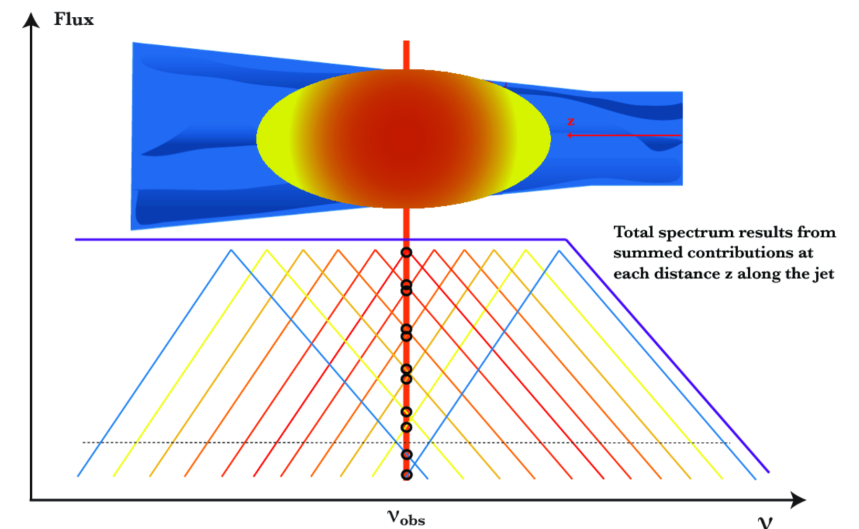 Flux
z
Total spectrum results from
summed contributions at
each distance z along the jet
νobs
ν